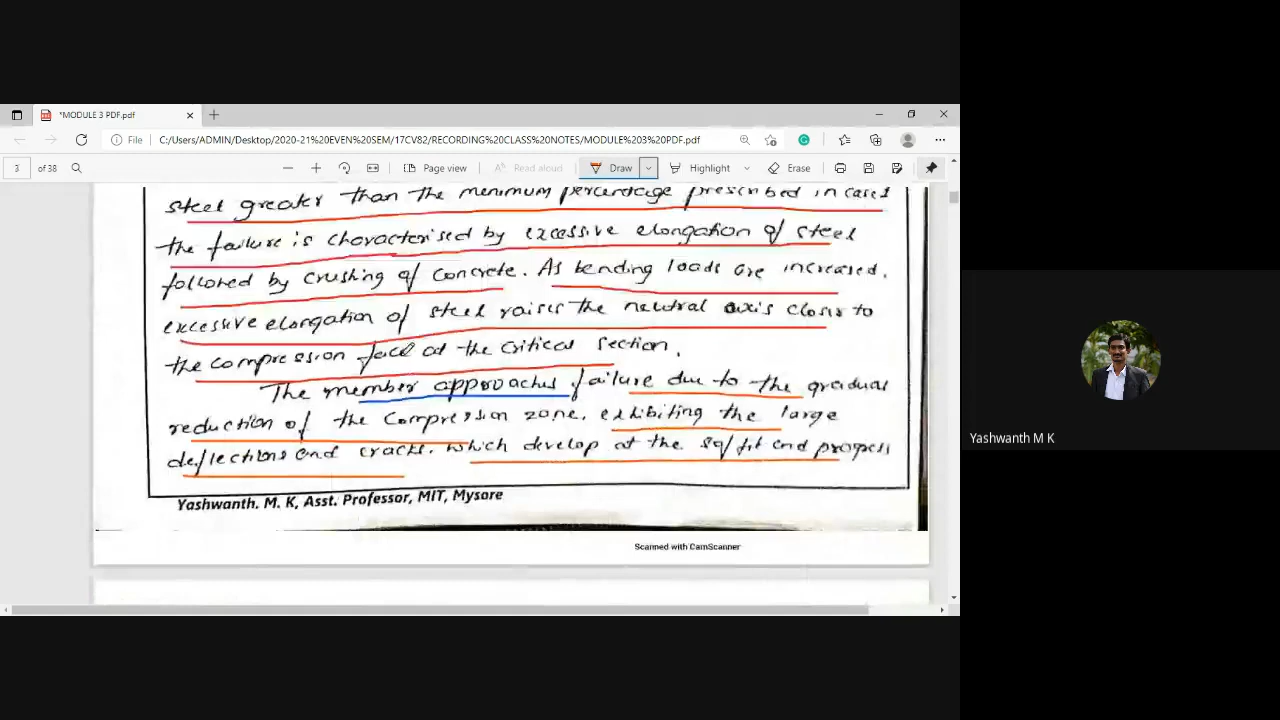 *MODULE 3 PDF.pdf
File C:/Users/ADMIN/Desktop/2020-21%20EVEN%20SEM/17CV82/RECORDING%20CLASS%20NOTES/MODULE%203%20PDF.pdf
3 of 38 Page view Read aloud Draw Highlight Erase
steel greater than the minimum percentage prescribed in cases
the failure is characterised by excessive elongation of steel
followed by crushing of concrete. As bending loads are increased,
excessive elongation of steel raises the neutral axis closer to
the compression face at the critical section.
The member approaches failure due to the gradual
reduction of the compression zone, exhibiting the large
deflections and cracks, which develop at the soffit and progess
Yashwanth. M. K, Asst. Professor, MIT, Mysore
Scanned with CamScanner
Yashwanth M K